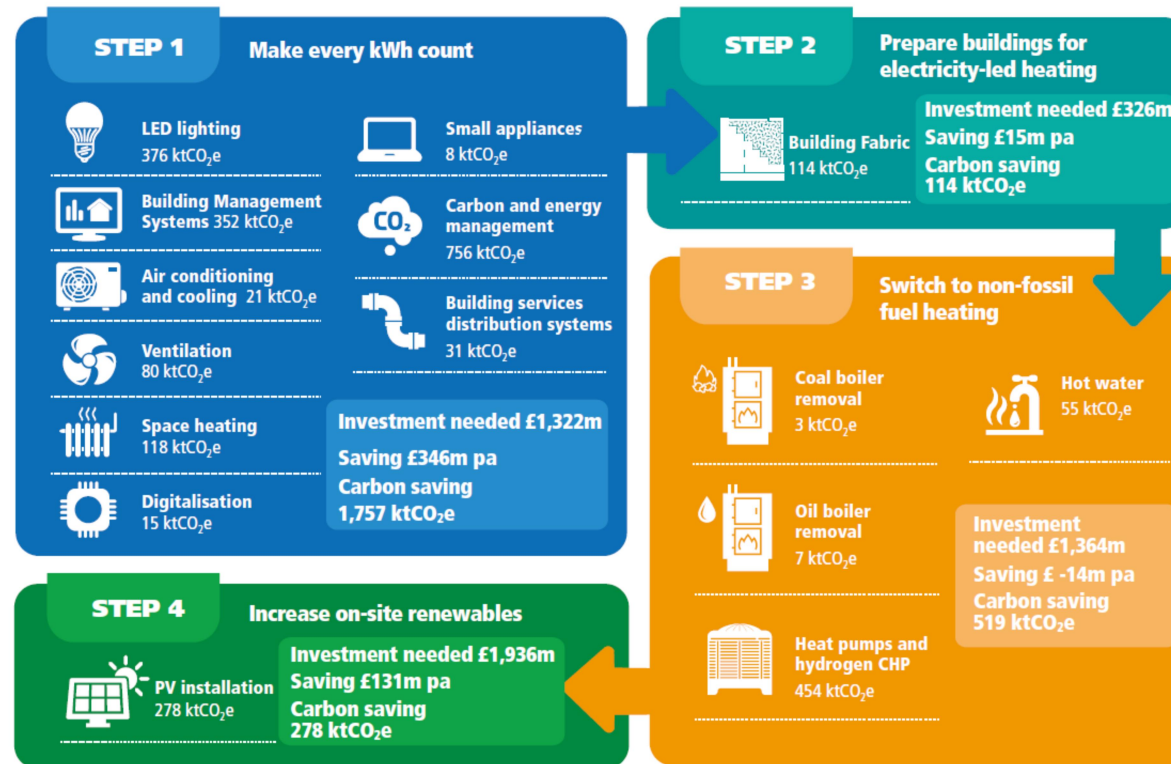 STEP 1
Make every kWh count
LED lighting
376 ktCO₂e
Building Management
Systems 352 ktCO₂e
Air conditioning
and cooling 21 ktCO₂e
Ventilation
80 ktCO₂e
Space heating
118 ktCO₂e
Digitalisation
15 ktCO₂e
Small appliances
8 ktCO₂e
CO₂
Carbon and energy
management
756 ktCO₂e
Building services
distribution systems
31 ktCO₂e
Investment needed £1,322m
Saving £346m pa
Carbon saving
1,757 ktCO₂e
STEP 2
Prepare buildings for
electricity-led heating
Building Fabric
114 ktCO₂e
Investment needed £326m
Saving £15m pa
Carbon saving
114 ktCO₂e
STEP 3
Switch to non-fossil
fuel heating
Coal boiler
removal
3 ktCO₂e
Oil boiler
removal
7 ktCO₂e
Heat pumps and
hydrogen CHP
454 ktCO₂e
Hot water
55 ktCO₂e
Investment
needed £1,364m
Saving £ -14m pa
Carbon saving
519 ktCO₂e
STEP 4
Increase on-site renewables
PV installation
278 ktCO₂e
Investment needed £1,936m
Saving £131m pa
Carbon saving
278 ktCO₂e